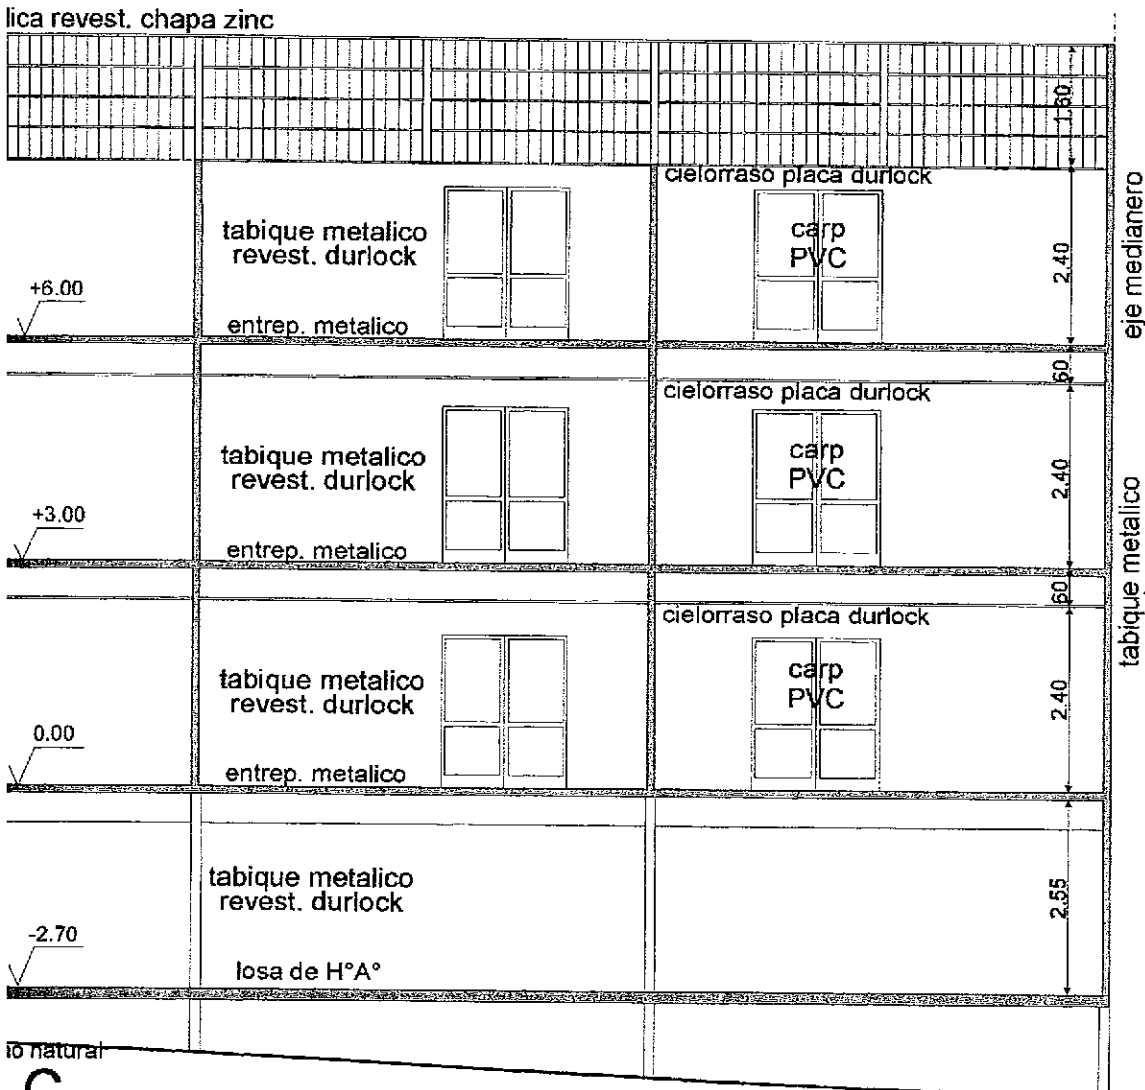 lica revest. chapa zinc
1.60
cielorraso placa durlock
tabique metalico
revest. durlock
carp
PVC
2.40
eje medianero
+6.00
entrep. metalico
.60
cielorraso placa durlock
tabique metalico
revest. durlock
carp
PVC
2.40
tabique metalico
+3.00
entrep. metalico
.60
cielorraso placa durlock
tabique metalico
revest. durlock
carp
PVC
2.40
0.00
entrep. metalico
tabique metalico
revest. durlock
2.55
-2.70
losa de H°A°
no natural
C